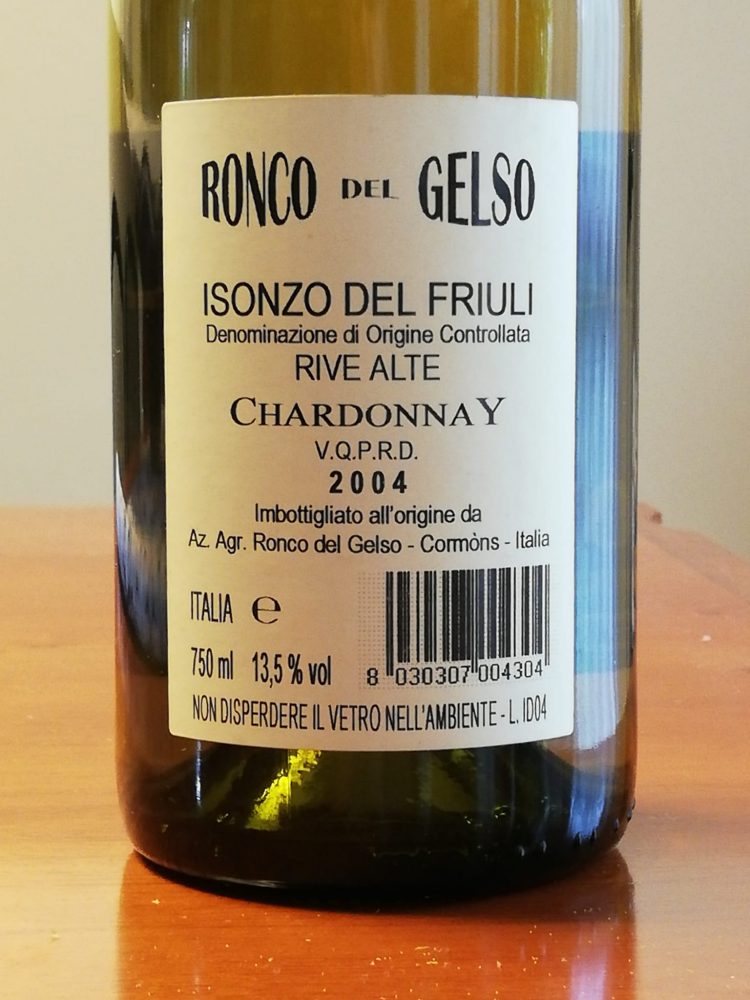 RONCO DEL GELSO
ISONZO DEL FRIULI
Denominazione di Origine Controllata
RIVE ALTE
CHARDONNAY
V.Q.P.R.D.
2004
Imbottigliato all'origine da
Az. Agr. Ronco del Gelso - Cormòns - Italia
ITALIA ℮
750 ml 13,5 % vol
8 030307 004304
NON DISPERDERE IL VETRO NELL'AMBIENTE - L. ID04